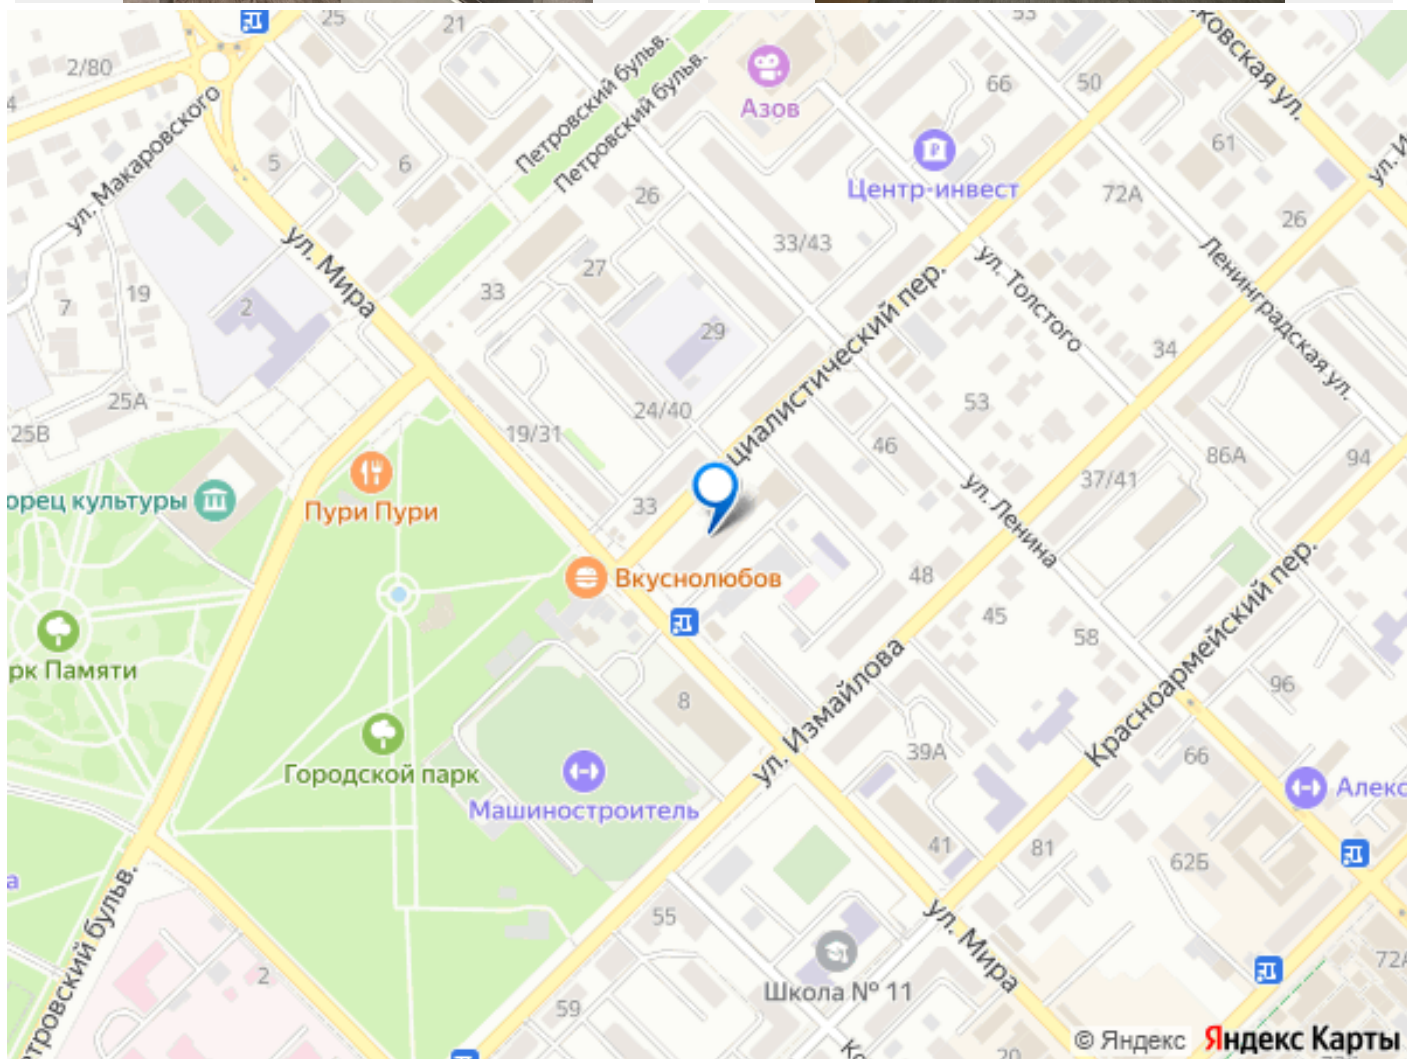 25
21
53
2/80
Петровский бульв.
Петровский бульв.
Азов
66
50
ул. Макаровского
5
6
Центр-инвест
61
26
72А
26
ул. Мира
33/43
ул. Толстого
Ленинградская ул.
27
7
19
2
33
29
циалистический пер.
34
25А
25В
24/40
19/31
53
46
86А
94
37/41
Пури Пури
орец культуры
33
ул. Ленина
Вкуснолюбов
48
45
58
Красноармейский пер.
рк Памяти
96
8
ул. Измайлова
39А
66
Городской парк
Машиностроитель
Алекс
41
81
62Б
55
ул. Мира
2
Школа № 11
72А
59
20
© Яндекс Яндекс Карты